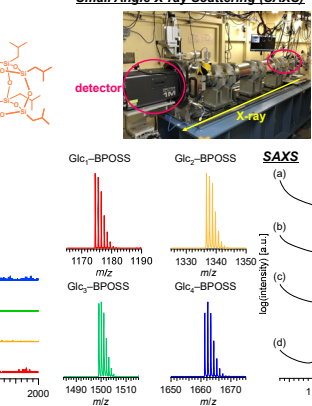 Small Angle X-ray Scattering (SAXS)
Si
Si
O
O
O
Si
Si
O
detector
1M
X-ray
Glc1–BPOSS
Glc2–BPOSS
SAXS
(a)
1170 1180 1190
m/z
1330 1340 1350
m/z
(b)
log(intensity) [a.u.]
Glc3–BPOSS
Glc4–BPOSS
(c)
(d)
2000
1490 1500 1510
m/z
1650 1660 1670
m/z
1